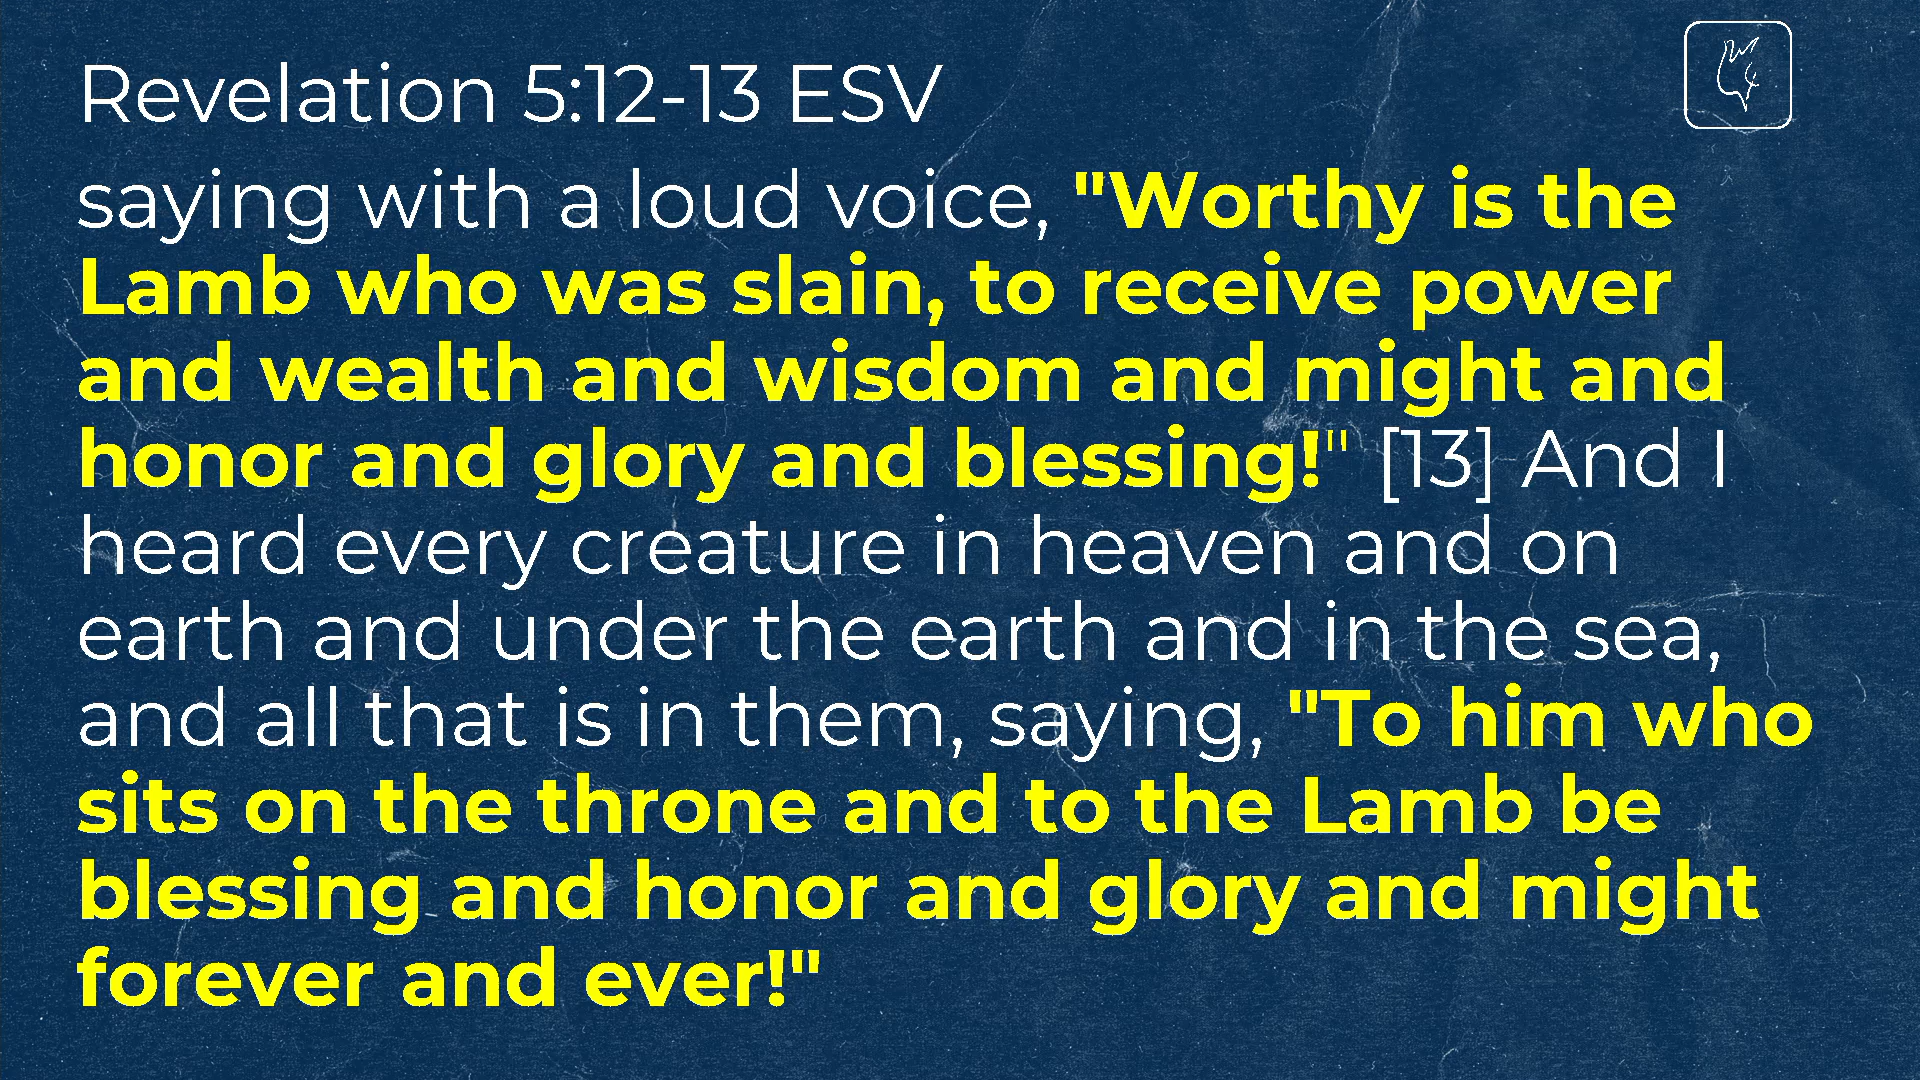 Revelation 5:12-13 ESV
saying with a loud voice, "Worthy is the
Lamb who was slain, to receive power
and wealth and wisdom and might and
honor and glory and blessing!" [13] And I
heard every creature in heaven and on
earth and under the earth and in the sea,
and all that is in them, saying, "To him who
sits on the throne and to the Lamb be
blessing and honor and glory and might
forever and ever!"